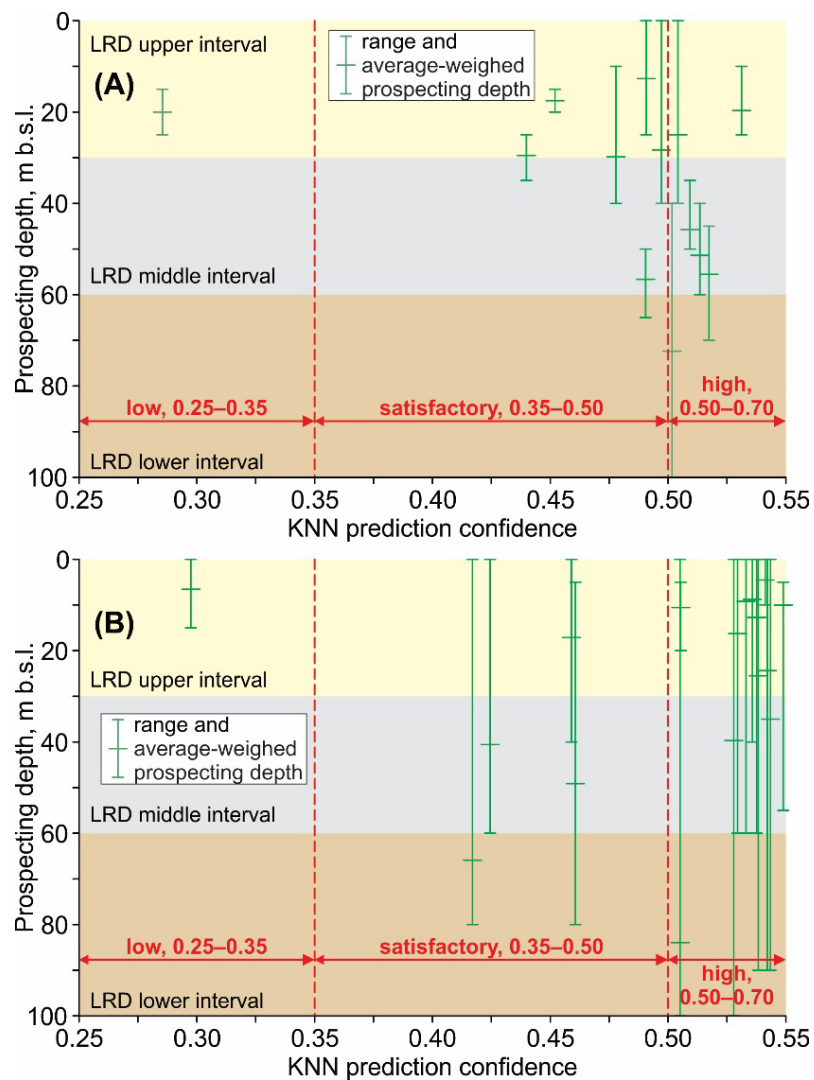 0
LRD upper interval
(A)
range and
average-weighed
prospecting depth
20
40
LRD middle interval
60
80
low, 0.25–0.35
satisfactory, 0.35–0.50
high,
0.50–0.70
LRD lower interval
100
Prospecting depth, m b.s.l.
0.25
0.30
0.35
0.40
0.45
0.50
0.55
KNN prediction confidence
0
(B)
20
LRD upper interval
range and
average-weighed
prospecting depth
40
LRD middle interval
60
80
low, 0.25–0.35
satisfactory, 0.35–0.50
high,
0.50–0.70
LRD lower interval
100
Prospecting depth, m b.s.l.
0.25
0.30
0.35
0.40
0.45
0.50
0.55
KNN prediction confidence